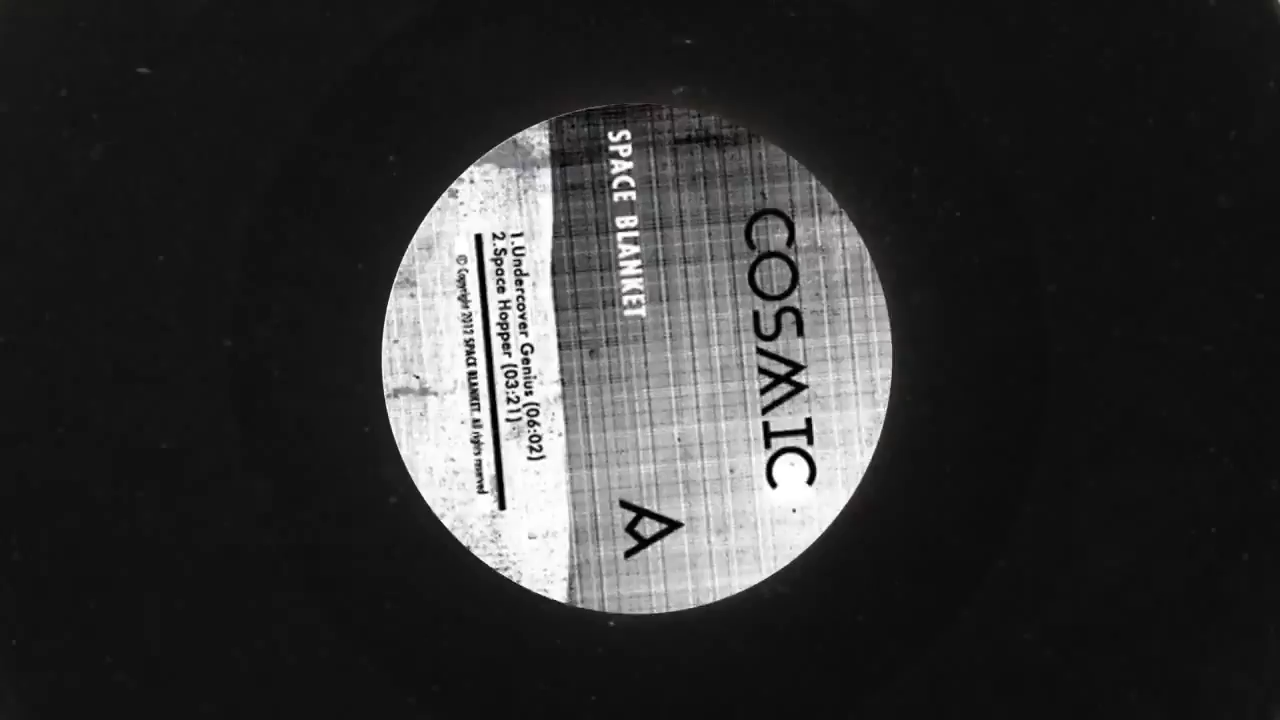 COSMIC
SPACE BLANKET
A
1.Undercover Genius (06:02)
2.Space Hopper (03:21)
© Copyright 2012 SPACE BLANKET. All rights reserved